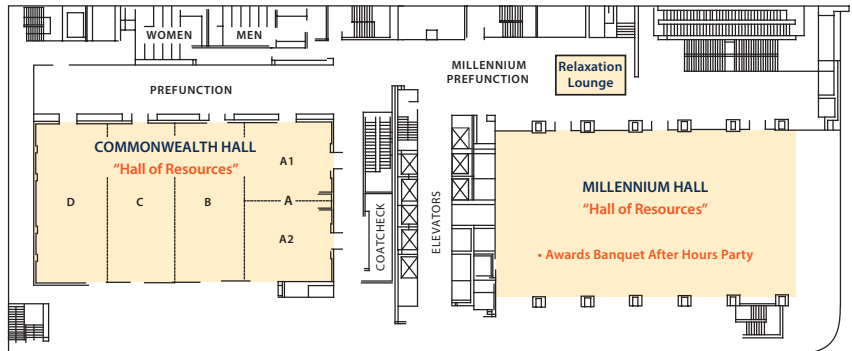 WOMEN
MEN
PREFUNCTION
MILLENNIUM
PREFUNCTION
Relaxation
Lounge
COMMONWEALTH HALL
“Hall of Resources”
D
C
B
A1
A
A2
COATCHECK
ELEVATORS
MILLENNIUM HALL
“Hall of Resources”
• Awards Banquet After Hours Party